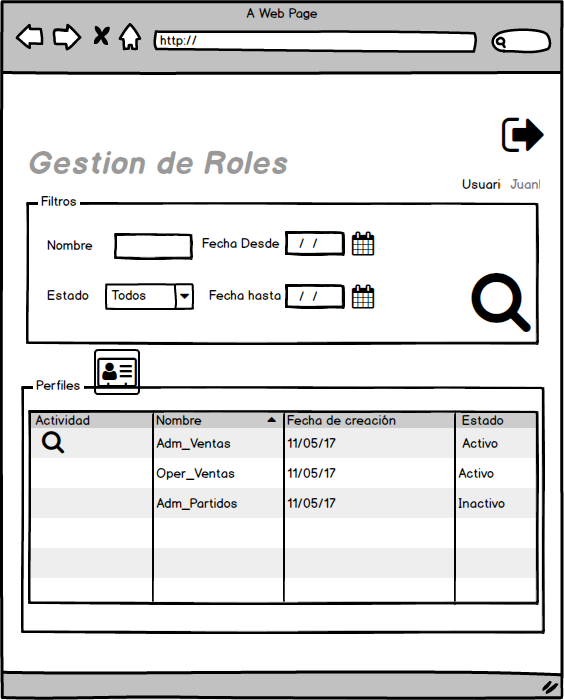 A Web Page
http://
Gestion de Roles
Usuari Juan
Filtros
Nombre
Fecha Desde / /
Estado Todos
Fecha hasta / /
Perfiles
Actividad Nombre Fecha de creación Estado
Adm_Ventas 11/05/17 Activo
Oper_Ventas 11/05/17 Activo
Adm_Partidos 11/05/17 Inactivo